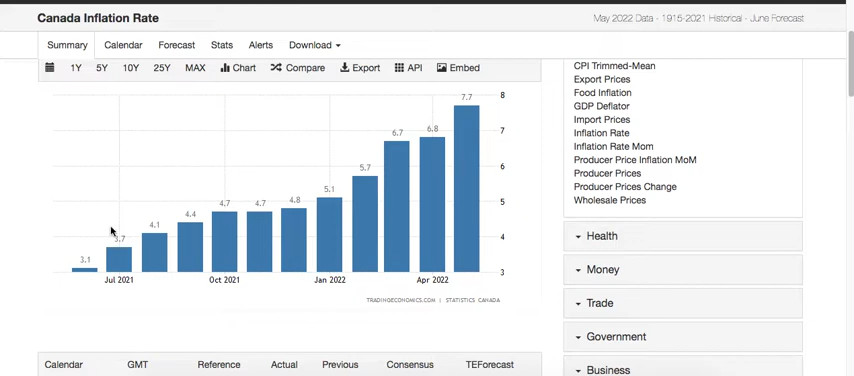 Canada Inflation Rate
May 2022 Data - 1915-2021 Historical - June Forecast
Summary Calendar Forecast Stats Alerts Download
1Y 5Y 10Y 25Y MAX Chart Compare Export API Embed
8
7
6
5
4
3
3.1
3.7
4.1
4.4
4.7
4.7
4.8
5.1
5.7
6.7
6.8
7.7
Jul 2021 Oct 2021 Jan 2022 Apr 2022
TRADINGECONOMICS.COM | STATISTICS CANADA
Calendar GMT Reference Actual Previous Consensus TEForecast
CPI Trimmed-Mean
Export Prices
Food Inflation
GDP Deflator
Import Prices
Inflation Rate
Inflation Rate Mom
Producer Price Inflation MoM
Producer Prices
Producer Prices Change
Wholesale Prices
Health
Money
Trade
Government
Business